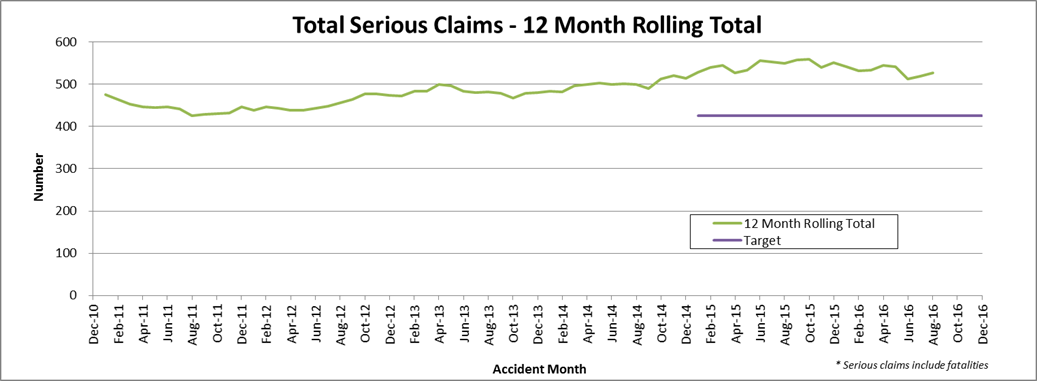 Total Serious Claims - 12 Month Rolling Total
600
500
400
300
200
100
0
Number
12 Month Rolling Total
Target
Dec-10
Feb-11
Apr-11
Jun-11
Aug-11
Oct-11
Dec-11
Feb-12
Apr-12
Jun-12
Aug-12
Oct-12
Dec-12
Feb-13
Apr-13
Jun-13
Aug-13
Oct-13
Dec-13
Feb-14
Apr-14
Jun-14
Aug-14
Oct-14
Dec-14
Feb-15
Apr-15
Jun-15
Aug-15
Oct-15
Dec-15
Feb-16
Apr-16
Jun-16
Aug-16
Oct-16
Dec-16
Accident Month
* Serious claims include fatalities